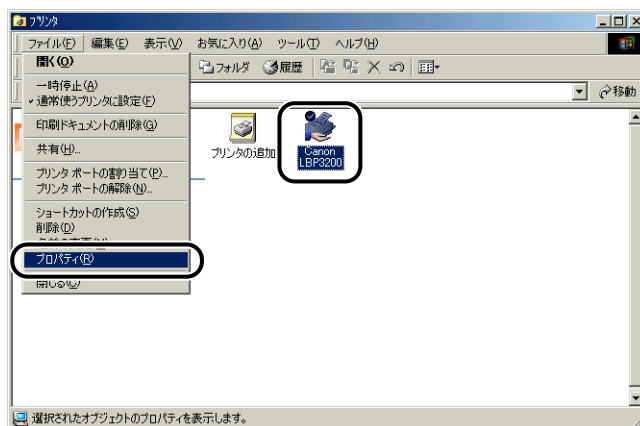 プリンタ
ファイル(F) 編集(E) 表示(V) お気に入り(A) ツール(T) ヘルプ(H)
開く(O)
フォルダ 履歴
一時停止(A)
通常使うプリンタに設定(F)
移動
印刷ドキュメントの削除(G)
共有(H)...
プリンタの追加
Canon
LBP3200
プリンタ ポートの割り当て(P)...
プリンタ ポートの解除(N)...
ショートカットの作成(S)
削除(D)
プロパティ(R)
閉じる(C)
選択されたオブジェクトのプロパティを表示します。